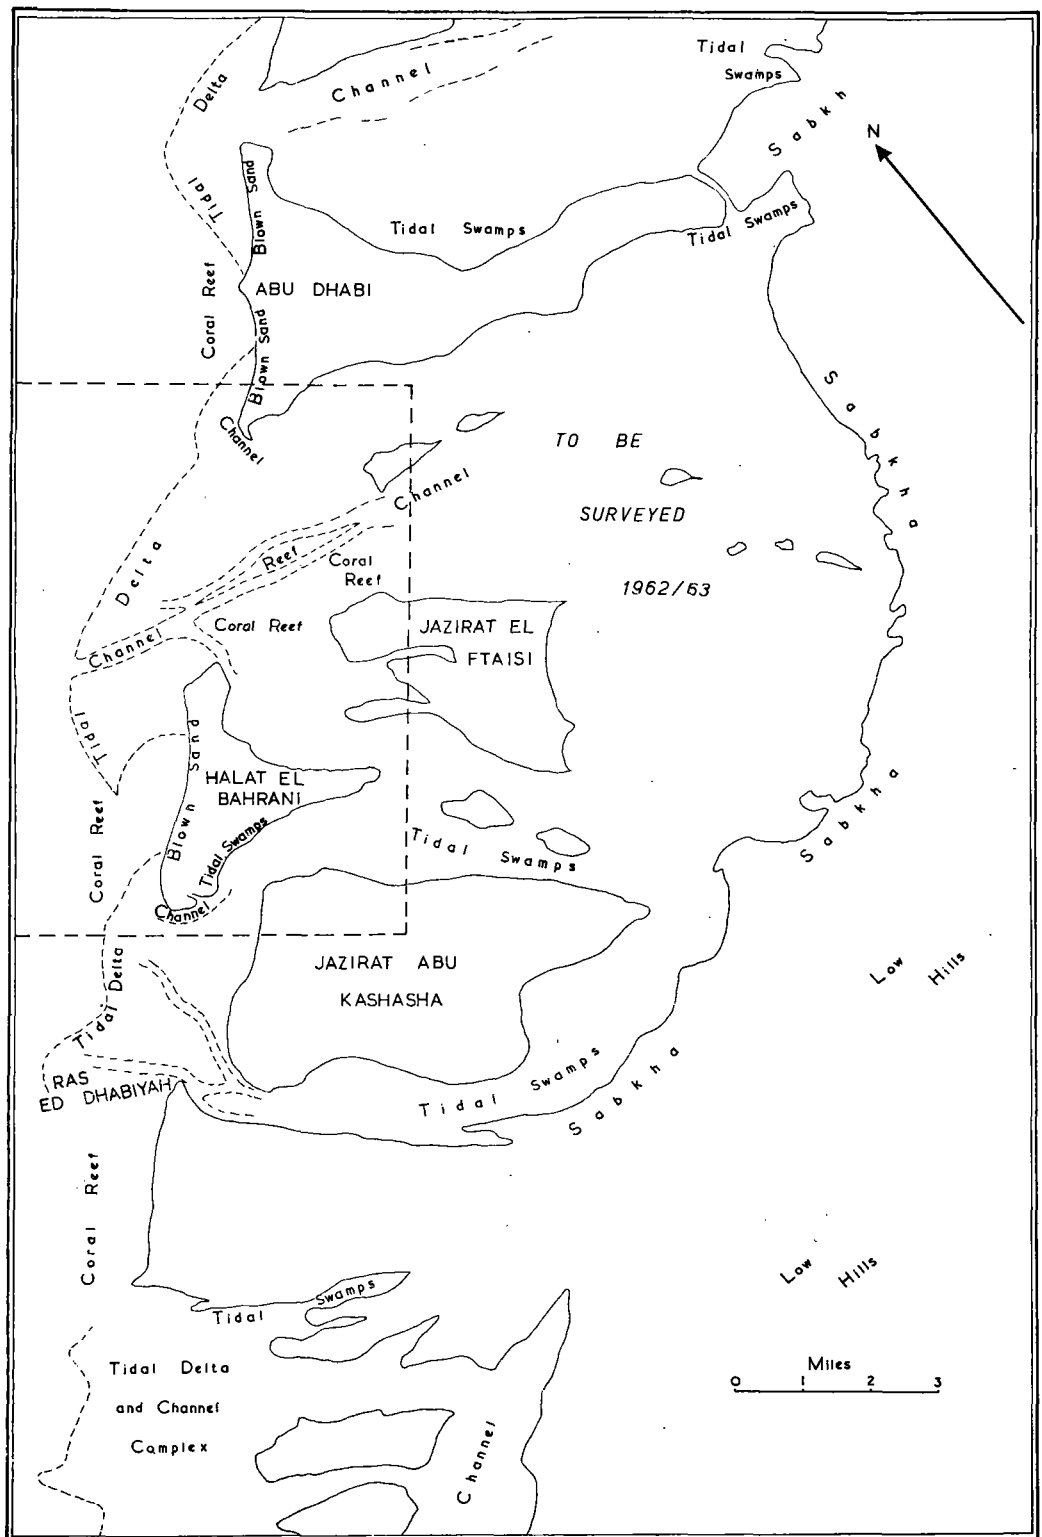 Tidal
Swamps
Delta
Channel
Sabkh
N
Tidal
Blown Sand
Tidal Swamps
Tidal Swamps
Coral Reef
ABU DHABI
Blown Sand
Sabkha
Channel
TO BE
Channel
SURVEYED
Delta
Reef
Coral
Reef
1962/63
Channel
Coral Reef
JAZIRAT EL
FTAISI
Tidal
Blown Sand
HALAT EL
BAHRANI
Sabkha
Coral Reef
Tidal Swamps
Tidal Swamps
Channel
Tidal Delta
JAZIRAT ABU
KASHASHA
Low Hills
RAS
ED DHABIYAH
Tidal Swamps
Sabkha
Coral Reef
Low Hills
Swamps
Tidal
Miles
0 1 2 3
Tidal Delta
and Channel
Complex
Channel